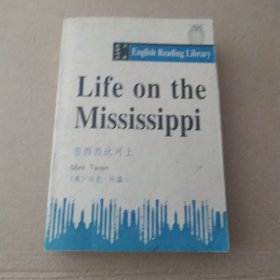 English Reading Library
Life on the
Mississippi
密西西比河上
Mark Twain
(美) 马克·吐温